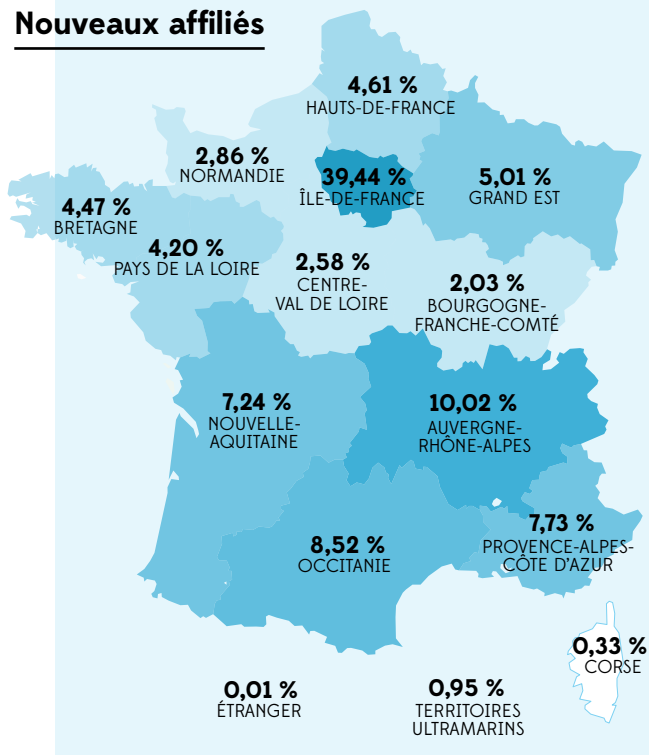 Nouveaux affiliés
4,61 %
HAUTS-DE-FRANCE
2,86 %
NORMANDIE
39,44 %
ÎLE-DE-FRANCE
5,01 %
GRAND EST
4,47 %
BRETAGNE
4,20 %
PAYS DE LA LOIRE
2,58 %
CENTRE-
VAL DE LOIRE
2,03 %
BOURGOGNE-
FRANCHE-COMTÉ
7,24 %
NOUVELLE-
AQUITAINE
10,02 %
AUVERGNE-
RHÔNE-ALPES
8,52 %
OCCITANIE
7,73 %
PROVENCE-ALPES-
CÔTE D'AZUR
0,33 %
CORSE
0,01 %
ÉTRANGER
0,95 %
TERRITOIRES
ULTRAMARINS